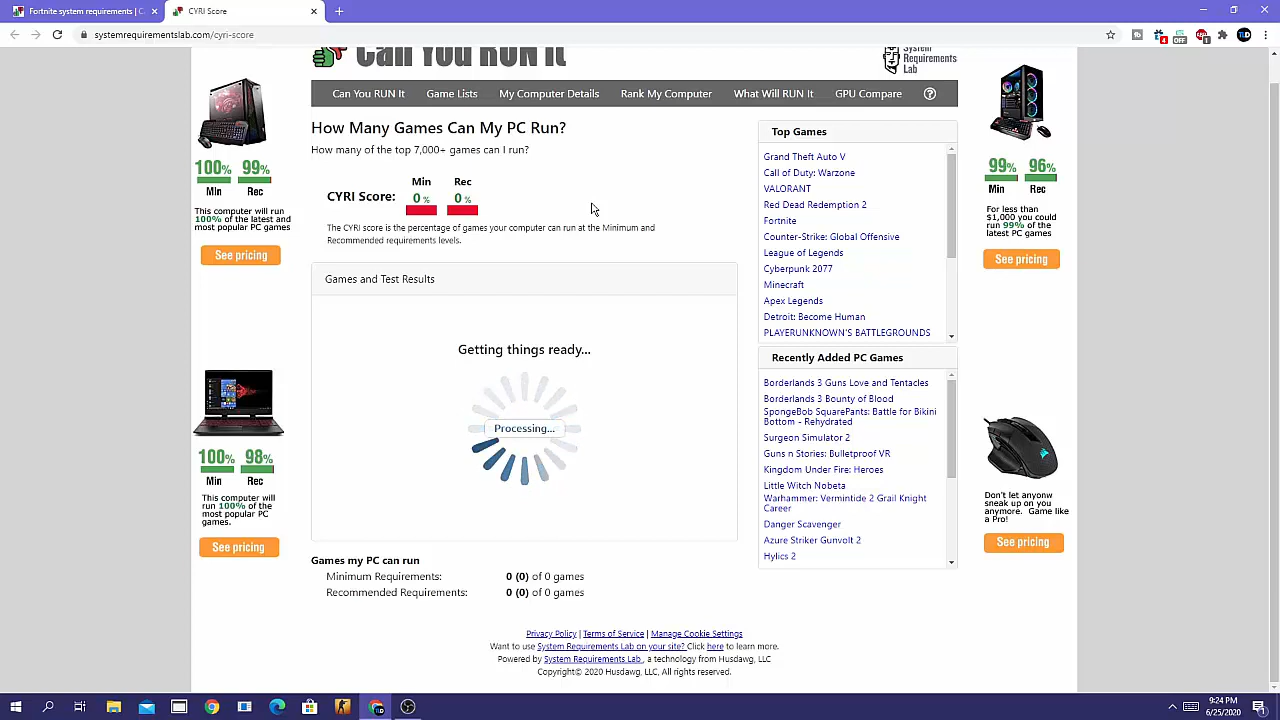 Fortnite system requirements | C.
CYRI Score
systemrequirementslab.com/cyri-score
Can You RUN It
System
Requirements
Lab
Can You RUN It
Game Lists
My Computer Details
Rank My Computer
What Will RUN It
GPU Compare
100% 99%
Min Rec
This computer will run
100% of the latest and
most popular PC games
See pricing
100% 98%
Min Rec
This computer will
run 100% of the
most popular PC
games.
See pricing
How Many Games Can My PC Run?
How many of the top 7,000+ games can I run?
Min Rec
CYRI Score: 0 % 0 %
The CYRI score is the percentage of games your computer can run at the Minimum and
Recommended requirements levels.
Games and Test Results
Getting things ready...
Processing...
Games my PC can run
Minimum Requirements: 0 (0) of 0 games
Recommended Requirements: 0 (0) of 0 games
Top Games
Grand Theft Auto V
Call of Duty: Warzone
VALORANT
Red Dead Redemption 2
Fortnite
Counter-Strike: Global Offensive
League of Legends
Cyberpunk 2077
Minecraft
Apex Legends
Detroit: Become Human
PLAYERUNKNOWN'S BATTLEGROUNDS
Recently Added PC Games
Borderlands 3 Guns Love and Tentacles
Borderlands 3 Bounty of Blood
SpongeBob SquarePants: Battle for Bikini
Bottom - Rehydrated
Surgeon Simulator 2
Guns n Stories: Bulletproof VR
Kingdom Under Fire: Heroes
Little Witch Nobeta
Warhammer: Vermintide 2 Grail Knight
Career
Danger Scavenger
Azure Striker Gunvolt 2
Hylics 2
99% 96%
Min Rec
For less than
$1,000 you could
run 99% of the
latest PC games
See pricing
Don't let anyonw
sneak up on you
anymore. Game like
a Pro!
See pricing
Privacy Policy | Terms of Service | Manage Cookie Settings
Want to use System Requirements Lab on your site? Click here to learn more.
Powered by System Requirements Lab , a technology from Husdawg, LLC
Copyright© 2020 Husdawg, LLC, All rights reserved.
9:24 PM
6/25/2020